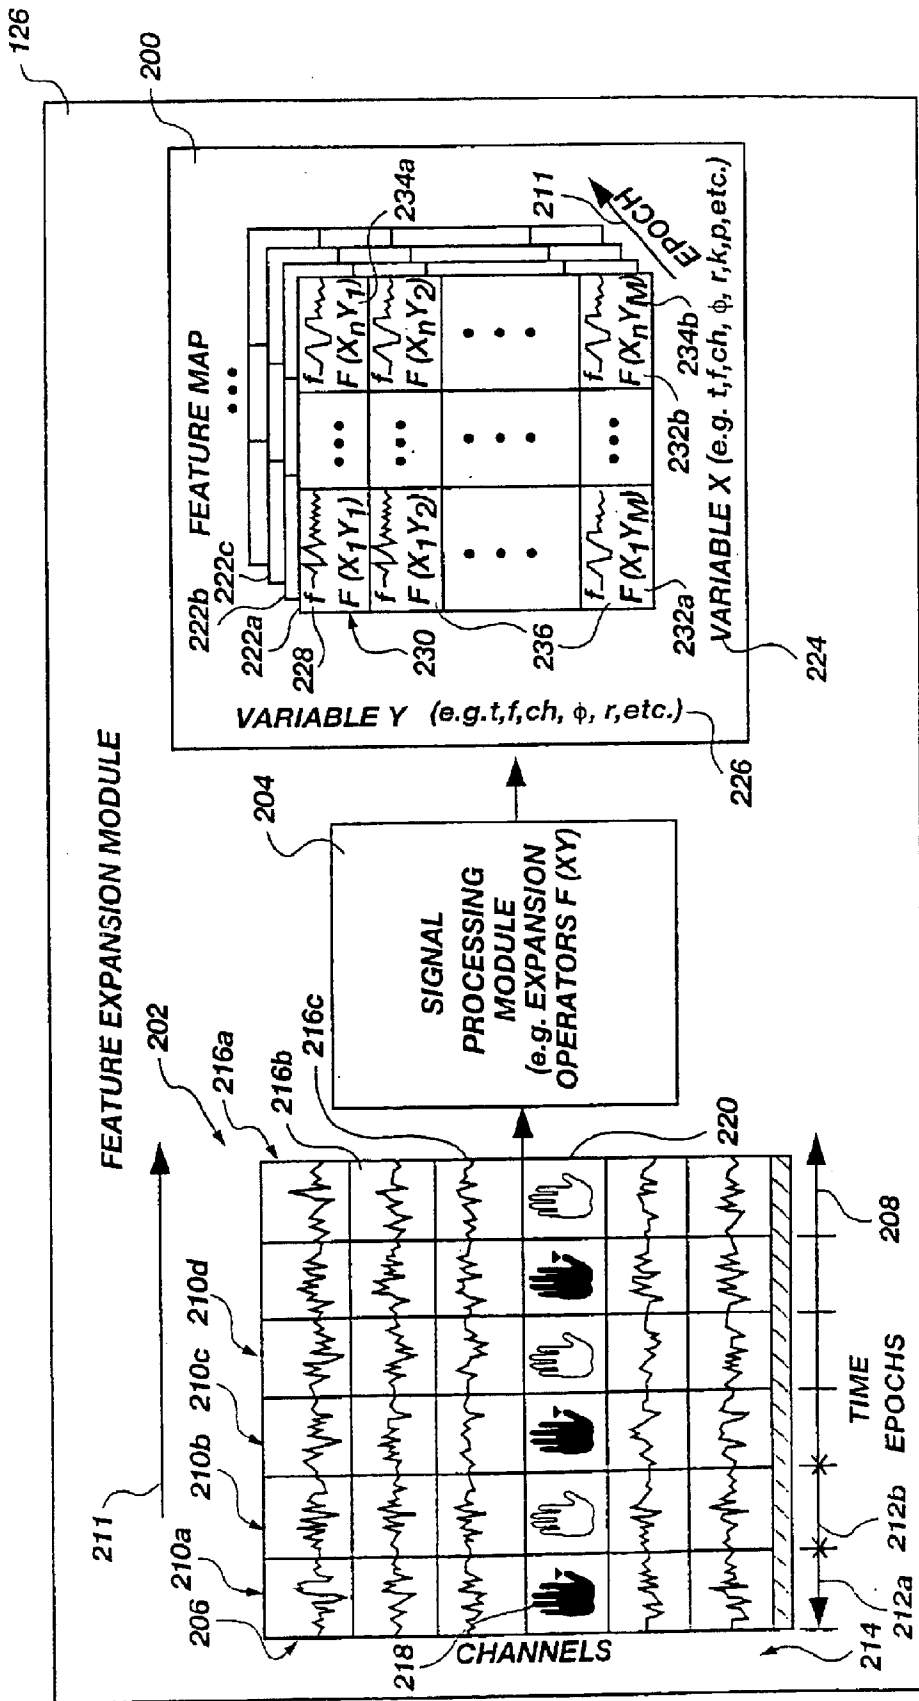 126
FEATURE EXPANSION MODULE
211
206
210a
210b
210c
210d
202
216a
216b
216c
218
CHANNELS
220
214
212a
212b
TIME
EPOCHS
208
204
SIGNAL
PROCESSING
MODULE
(e.g. EXPANSION
OPERATORS F (XY)
200
FEATURE MAP
•••
222b
222c
222a
228
230
236
236
232a
232b
234a
234b
f
F (X1Y1)
•••
f
F (XnY1)
f
F (X1Y2)
•••
f
F (XnY2)
•••
•••
•••
f
F (X1YM)
•••
f
F (XnYM)
EPOCH
211
VARIABLE Y (e.g.t,f,ch, ϕ, r,etc.)
226
VARIABLE X (e.g. t,f,ch, ϕ, r,k,p,etc.)
224